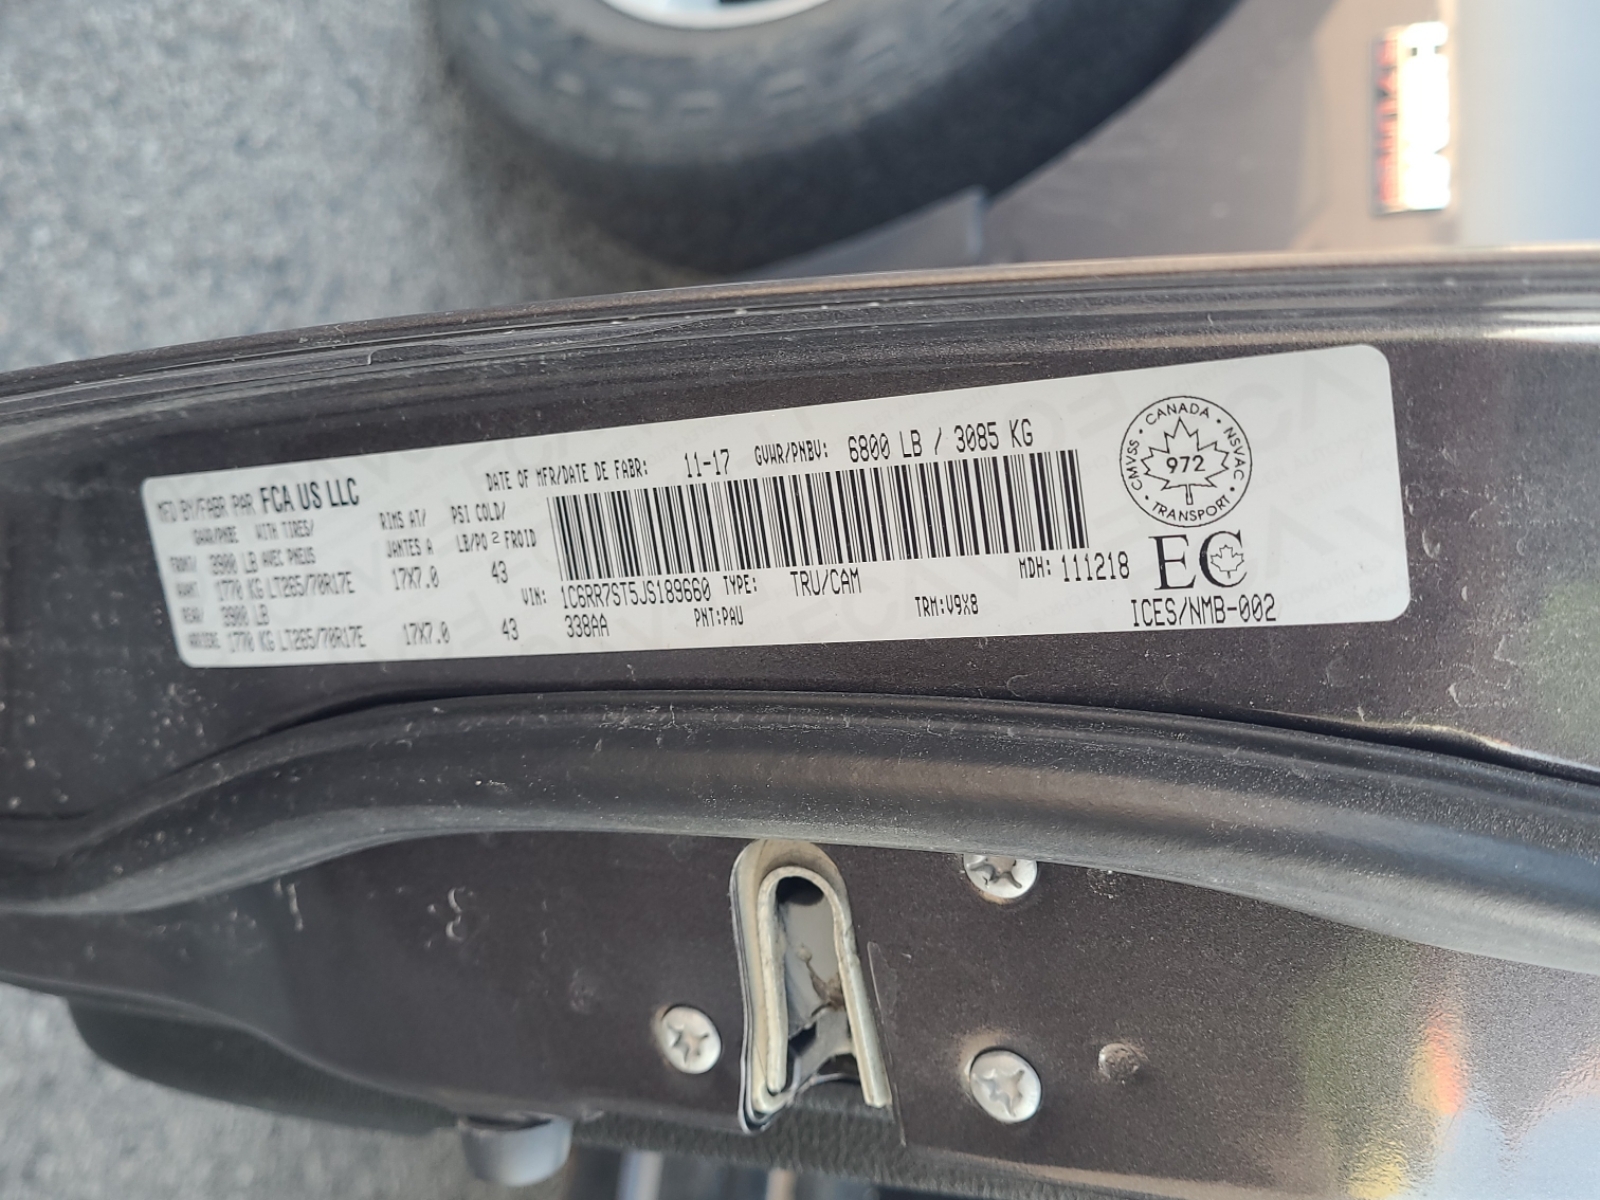 MFD BY/FABR PAR FCA US LLC
DATE OF MFR/DATE DE FABR: 11-17 GVWR/PNBV: 6800 LB / 3085 KG
GAWR/PNBE WITH TIRES/ RIMS AT/ PSI COLD/
AVEC PNEUS JANTES A LB/PO2 FROID
FRONT/ 3900 LB
AVANT 1770 KG LT265/70R17E 17X7.0 43
REAR/ 3900 LB
ARRIERE 1770 KG LT265/70R17E 17X7.0 43
VIN: 1C6RR7ST5JS189660 TYPE: TRU/CAM MDH: 111218
338AA PNT:PAU TRM:V9X8
CMVSS · CANADA · NSVAC
972
· TRANSPORT ·
EC
ICES/NMB-002